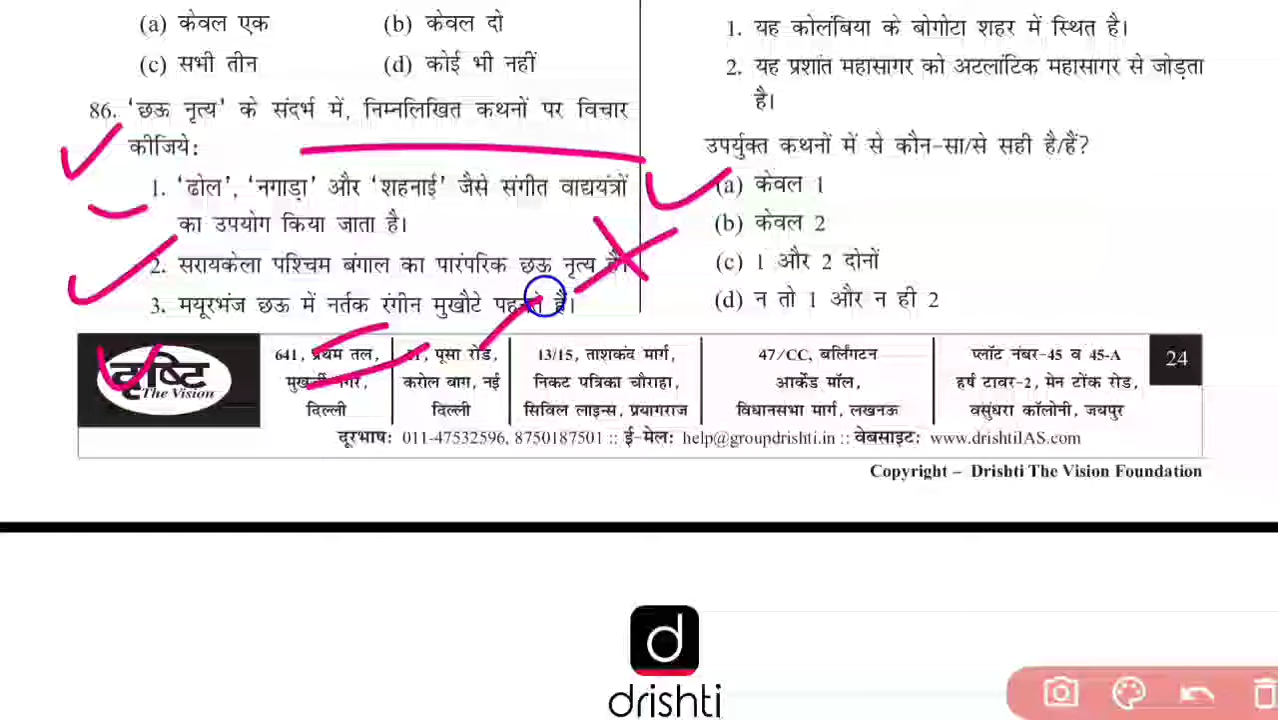 (a) केवल एक (b) केवल दो
(c) सभी तीन (d) कोई भी नहीं
86. 'छऊ नृत्य' के संदर्भ में, निम्नलिखित कथनों पर विचार
कीजिये:
1. 'ढोल', 'नगाड़ा' और 'शहनाई' जैसे संगीत वाद्ययंत्रों
का उपयोग किया जाता है।
2. सरायकेला पश्चिम बंगाल का पारंपरिक छऊ नृत्य है।
3. मयूरभंज छऊ में नर्तक रंगीन मुखौटे पहनते हैं।
1. यह कोलंबिया के बोगोटा शहर में स्थित है।
2. यह प्रशांत महासागर को अटलांटिक महासागर से जोड़ता
है।
उपर्युक्त कथनों में से कौन-सा/से सही है/हैं?
(a) केवल 1
(b) केवल 2
(c) 1 और 2 दोनों
(d) न तो 1 और न ही 2
दृष्टि
The Vision
641, प्रथम तल,
मुखर्जी नगर,
दिल्ली
21, पूसा रोड,
करोल बाग, नई
दिल्ली
13/15, ताशकंद मार्ग,
निकट पत्रिका चौराहा,
सिविल लाइन्स, प्रयागराज
47/CC, बर्लिंगटन
आर्केड मॉल,
विधानसभा मार्ग, लखनऊ
प्लॉट नंबर-45 व 45-A
हर्ष टावर-2, मेन टोंक रोड,
वसुंधरा कॉलोनी, जयपुर
24
दूरभाष: 011-47532596, 8750187501 :: ई-मेल: help@groupdrishti.in :: वेबसाइट: www.drishtiIAS.com
Copyright – Drishti The Vision Foundation
d
drishti